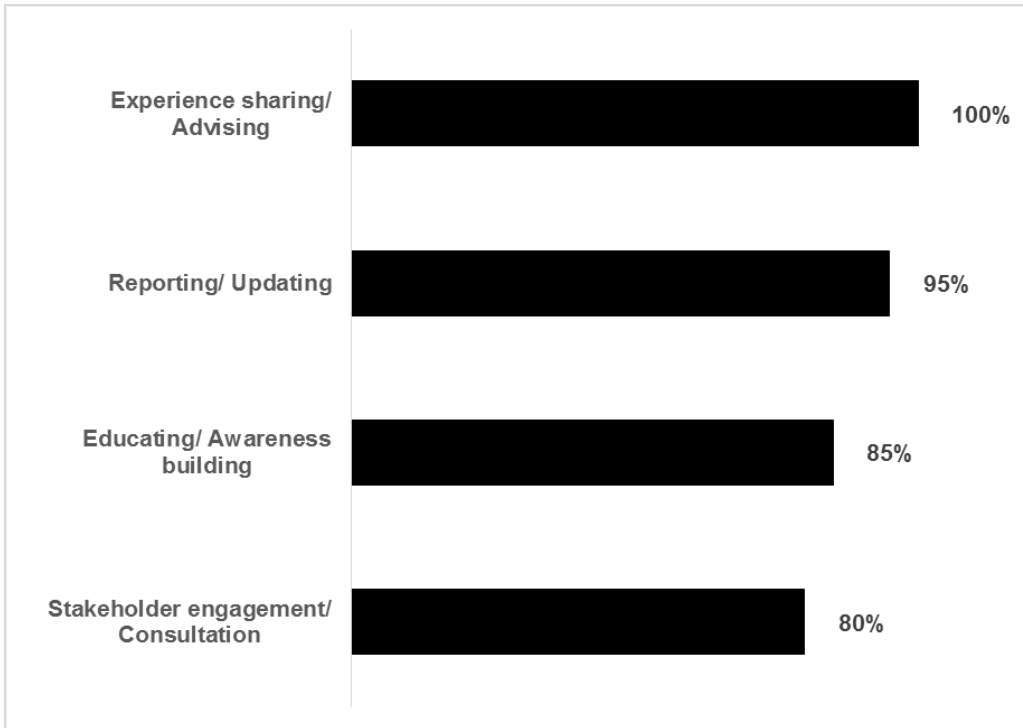 Experience sharing/
Advising
100%
Reporting/ Updating
95%
Educating/ Awareness
building
85%
Stakeholder engagement/
Consultation
80%